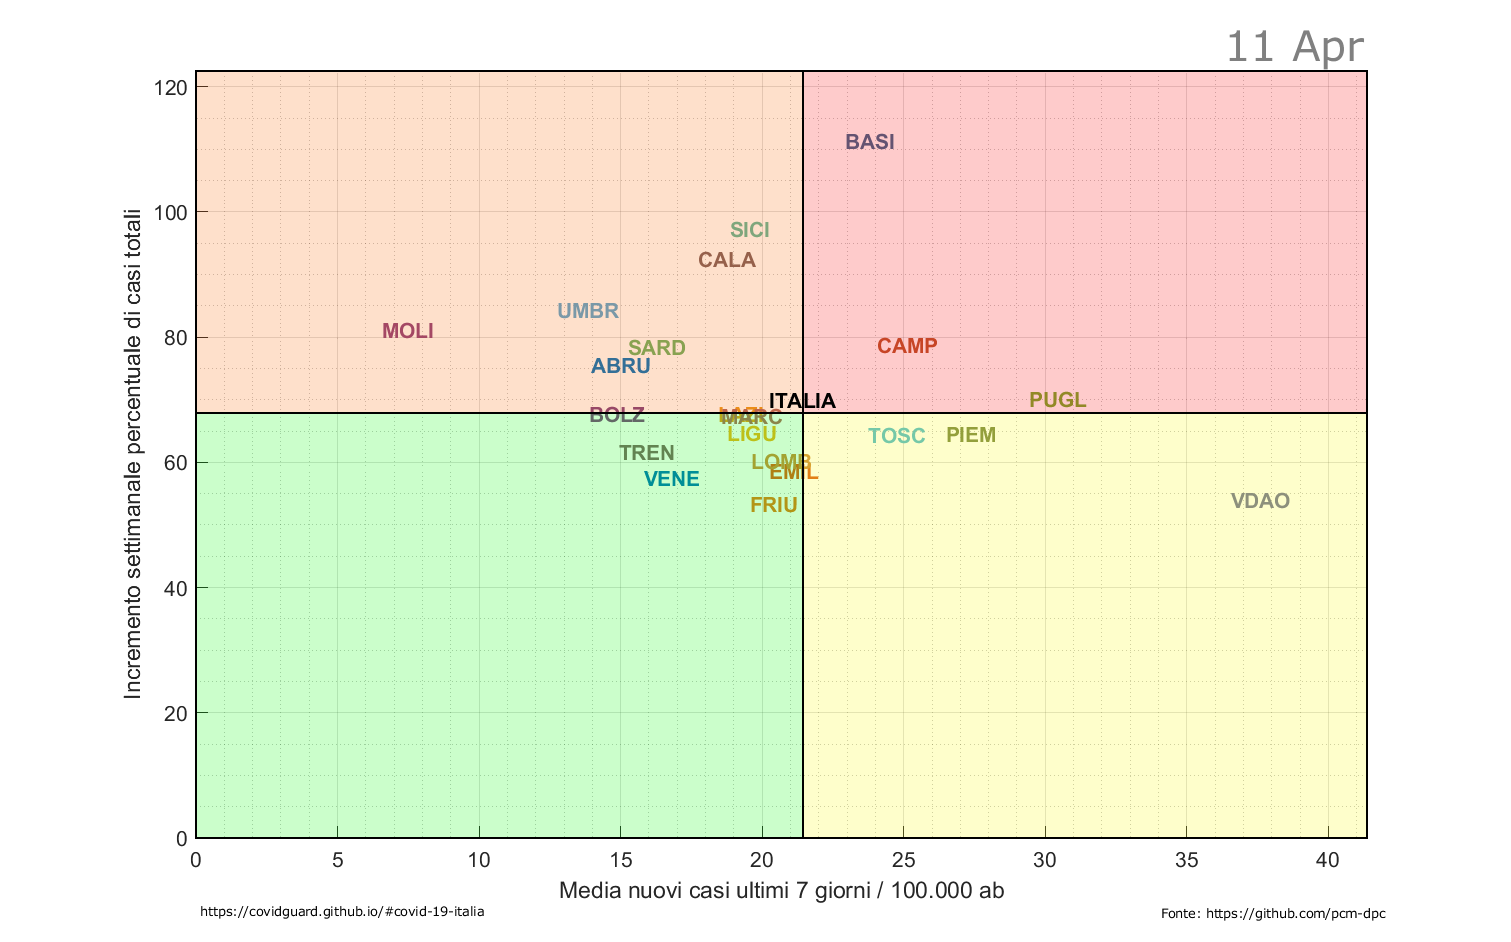 11 Apr
120
100
80
60
40
20
0
Incremento settimanale percentuale di casi totali
BASI
SICI
CALA
UMBR
MOLI
SARD
CAMP
ABRU
ITALIA
PUGL
BOLZ
MARC
LIGU
TOSC
PIEM
TREN
LOMB
EMIL
VENE
FRIU
VDAO
0 5 10 15 20 25 30 35 40
Media nuovi casi ultimi 7 giorni / 100.000 ab
https://covidguard.github.io/#covid-19-italia
Fonte: https://github.com/pcm-dpc